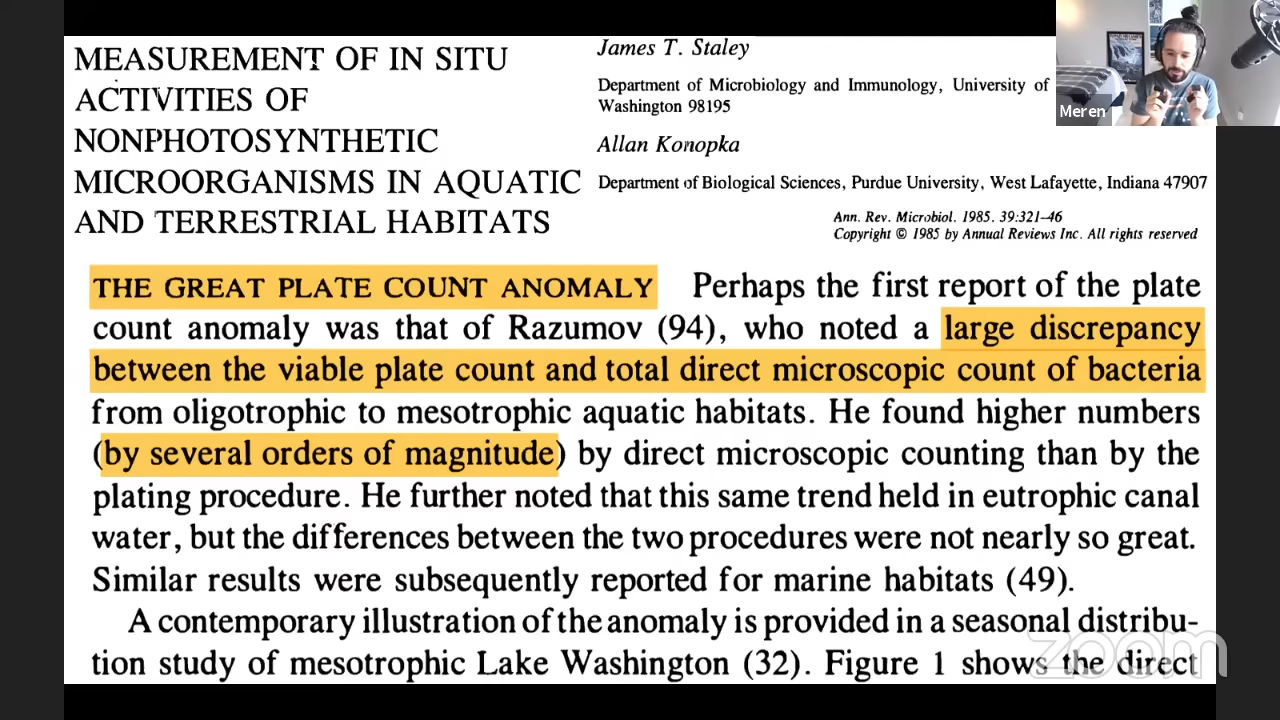 MEASUREMENT OF IN SITU
ACTIVITIES OF
NONPHOTOSYNTHETIC
MICROORGANISMS IN AQUATIC
AND TERRESTRIAL HABITATS
James T. Staley
Department of Microbiology and Immunology, University of
Washington 98195
Allan Konopka
Department of Biological Sciences, Purdue University, West Lafayette, Indiana 47907
Ann. Rev. Microbiol. 1985. 39:321–46
Copyright © 1985 by Annual Reviews Inc. All rights reserved
Meren
THE GREAT PLATE COUNT ANOMALY Perhaps the first report of the plate
count anomaly was that of Razumov (94), who noted a large discrepancy
between the viable plate count and total direct microscopic count of bacteria
from oligotrophic to mesotrophic aquatic habitats. He found higher numbers
(by several orders of magnitude) by direct microscopic counting than by the
plating procedure. He further noted that this same trend held in eutrophic canal
water, but the differences between the two procedures were not nearly so great.
Similar results were subsequently reported for marine habitats (49).
A contemporary illustration of the anomaly is provided in a seasonal distribu-
tion study of mesotrophic Lake Washington (32). Figure 1 shows the direct
zoom